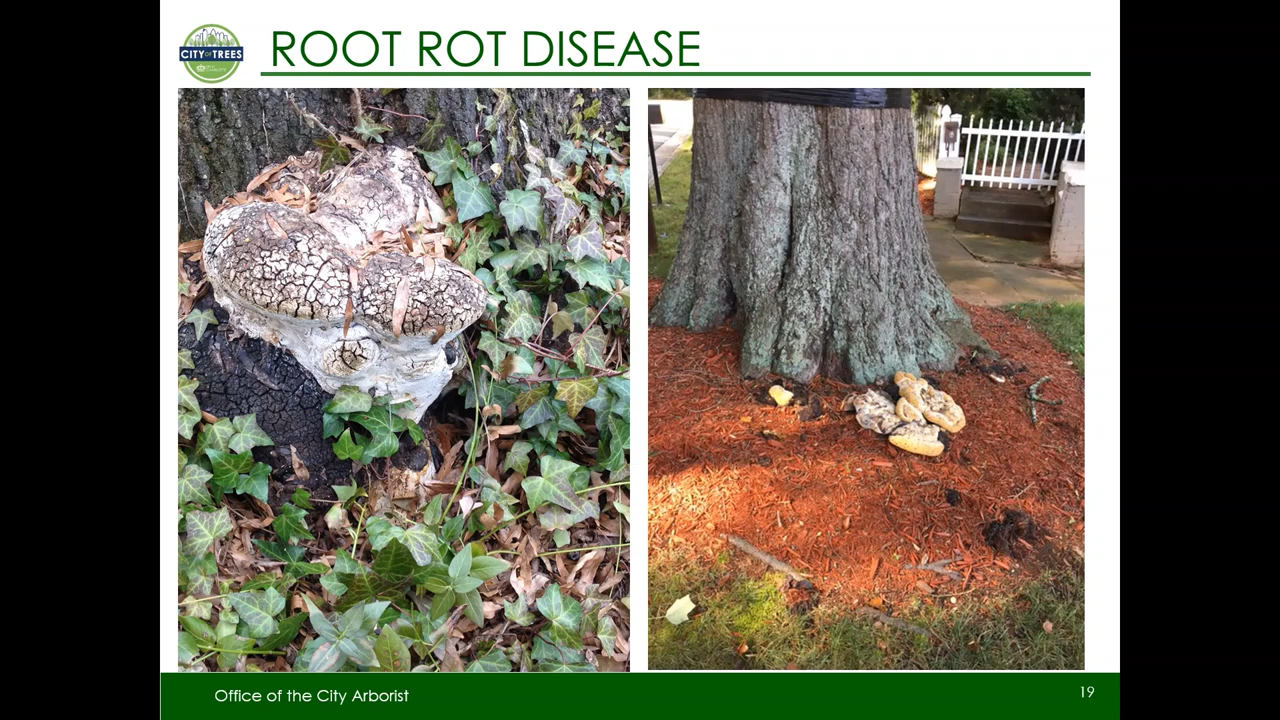 CITY OF TREES
ROOT ROT DISEASE
Office of the City Arborist
19